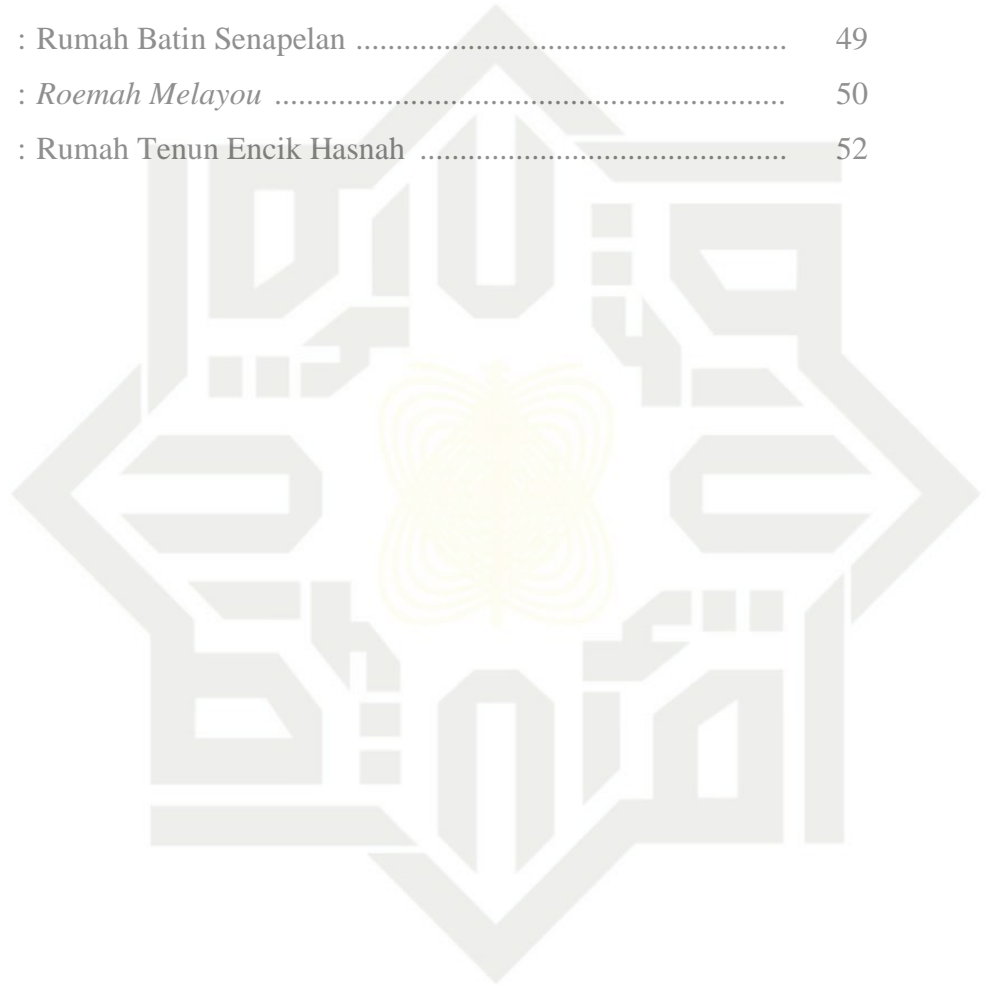 : Rumah Batin Senapelan ...................................................... 49
: Roemah Melayou ................................................................ 50
: Rumah Tenun Encik Hasnah .............................................. 52